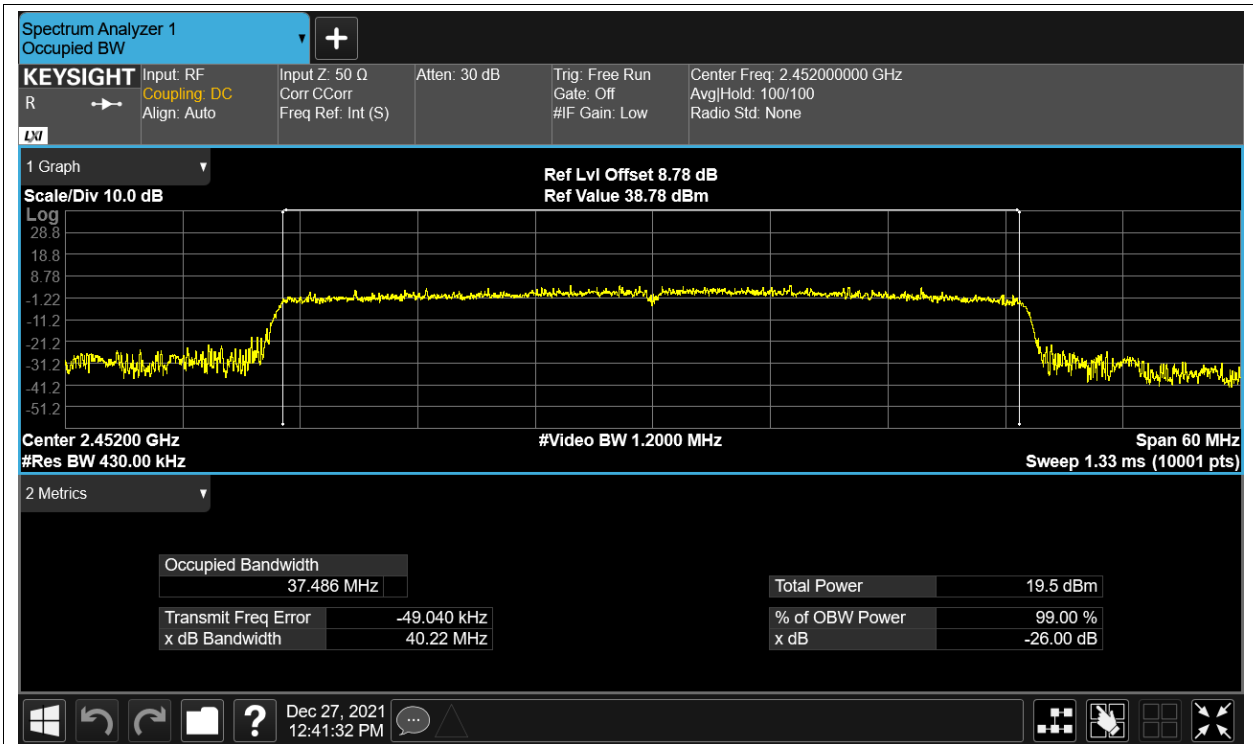 Spectrum Analyzer 1
Occupied BW
KEYSIGHT
R
LXI
Input: RF
Coupling: DC
Align: Auto
Input Z: 50 Ω
Corr CCorr
Freq Ref: Int (S)
Atten: 30 dB
Trig: Free Run
Gate: Off
#IF Gain: Low
Center Freq: 2.452000000 GHz
Avg|Hold: 100/100
Radio Std: None
1 Graph
Scale/Div 10.0 dB
Ref Lvl Offset 8.78 dB
Ref Value 38.78 dBm
Log
28.8
18.8
8.78
-1.22
-11.2
-21.2
-31.2
-41.2
-51.2
Center 2.45200 GHz
#Video BW 1.2000 MHz
Span 60 MHz
#Res BW 430.00 kHz
Sweep 1.33 ms (10001 pts)
2 Metrics
Occupied Bandwidth
37.486 MHz
Total Power 19.5 dBm
Transmit Freq Error -49.040 kHz
% of OBW Power 99.00 %
x dB Bandwidth 40.22 MHz
x dB -26.00 dB
?
Dec 27, 2021
12:41:32 PM